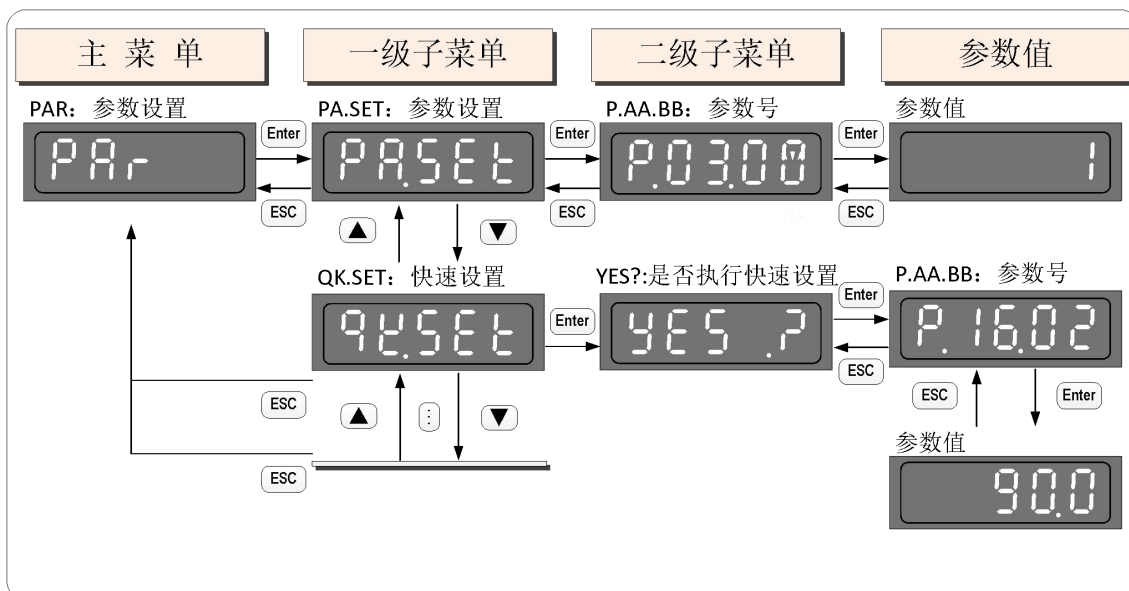 主 菜 单
一级子菜单
二级子菜单
参数值
PAR：参数设置
PA.SET：参数设置
P.AA.BB：参数号
参数值
Enter
Enter
Enter
PAr
PA.SEt
P.03.00
1
ESC
ESC
ESC
▲
▼
QK.SET：快速设置
YES?:是否执行快速设置
P.AA.BB：参数号
Enter
Enter
qk.SEt
YES .?
P.16.02
ESC
ESC
▲
⋮
▼
ESC
Enter
参数值
ESC
90.0